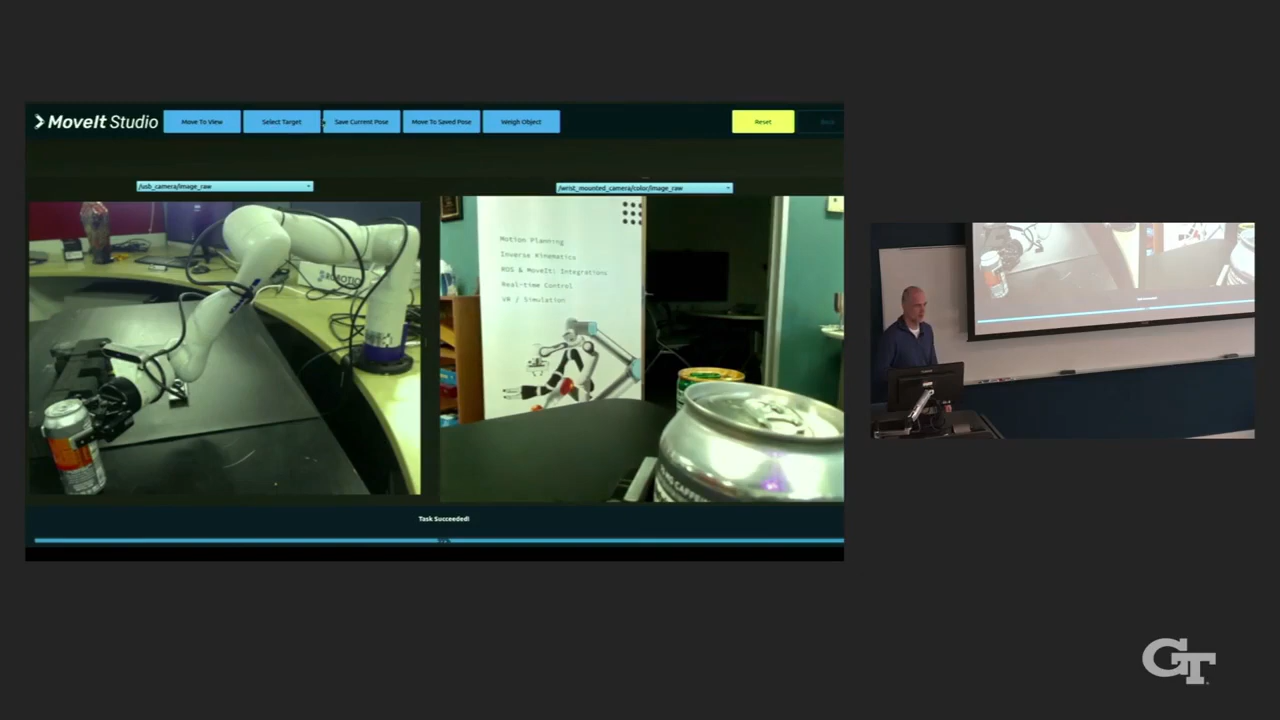 MoveIt Studio
Move To View
Select Target
Save Current Pose
Move To Saved Pose
Weigh Object
Reset
Back
/usb_camera/image_raw
/wrist_mounted_camera/color/image_raw
Motion Planning
Inverse Kinematics
ROS & MoveIt: Integrations
Real-time Control
VR / Simulation
Task Succeeded!
GT